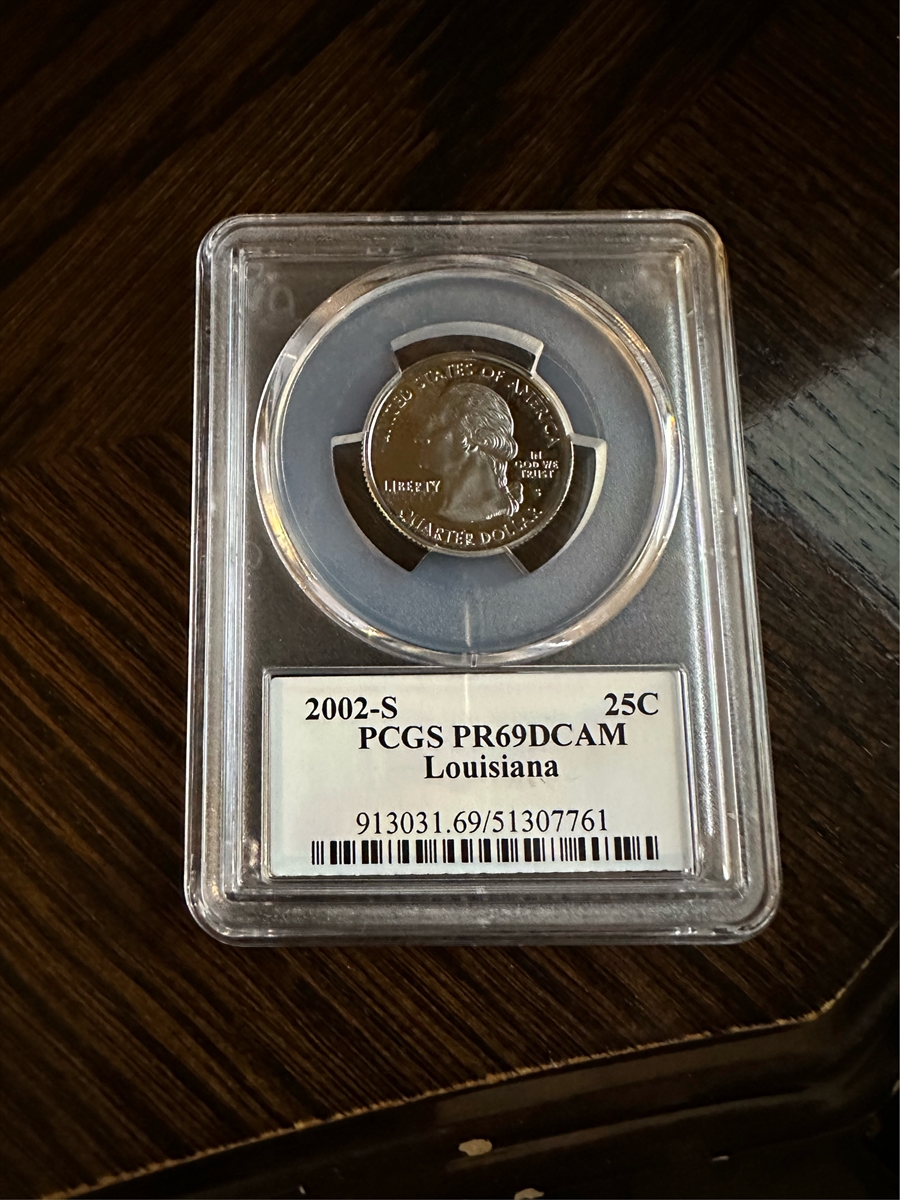 UNITED STATES OF AMERICA
IN
GOD WE
TRUST
LIBERTY
S
QUARTER DOLLAR
2002-S 25C
PCGS PR69DCAM
Louisiana
913031.69/51307761